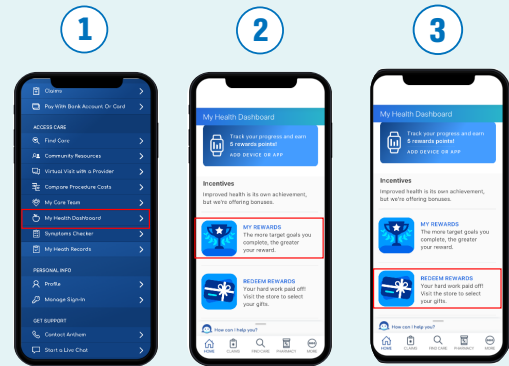 1
2
3
Claims
Pay With Bank Account Or Card
ACCESS CARE
Find Care
Community Resources
Virtual Visit with a Provider
Compare Procedure Costs
My Care Team
My Health Dashboard
Symptoms Checker
My Health Records
PERSONAL INFO
Profile
Manage Sign-In
GET SUPPORT
Contact Anthem
Start a Live Chat
My Health Dashboard
Track your progress and earn
5 rewards points!
ADD DEVICE OR APP
Incentives
Improved health is its own achievement,
but we're offering bonuses.
MY REWARDS
The more target goals you
complete, the greater
your reward.
REDEEM REWARDS
Your hard work paid off!
Visit the store to select
your gifts.
How can I help you?
HOME CLAIMS FIND CARE PHARMACY MORE
My Health Dashboard
Track your progress and earn
5 rewards points!
ADD DEVICE OR APP
Incentives
Improved health is its own achievement,
but we're offering bonuses.
MY REWARDS
The more target goals you
complete, the greater
your reward.
REDEEM REWARDS
Your hard work paid off!
Visit the store to select
your gifts.
How can I help you?
HOME CLAIMS FIND CARE PHARMACY MORE